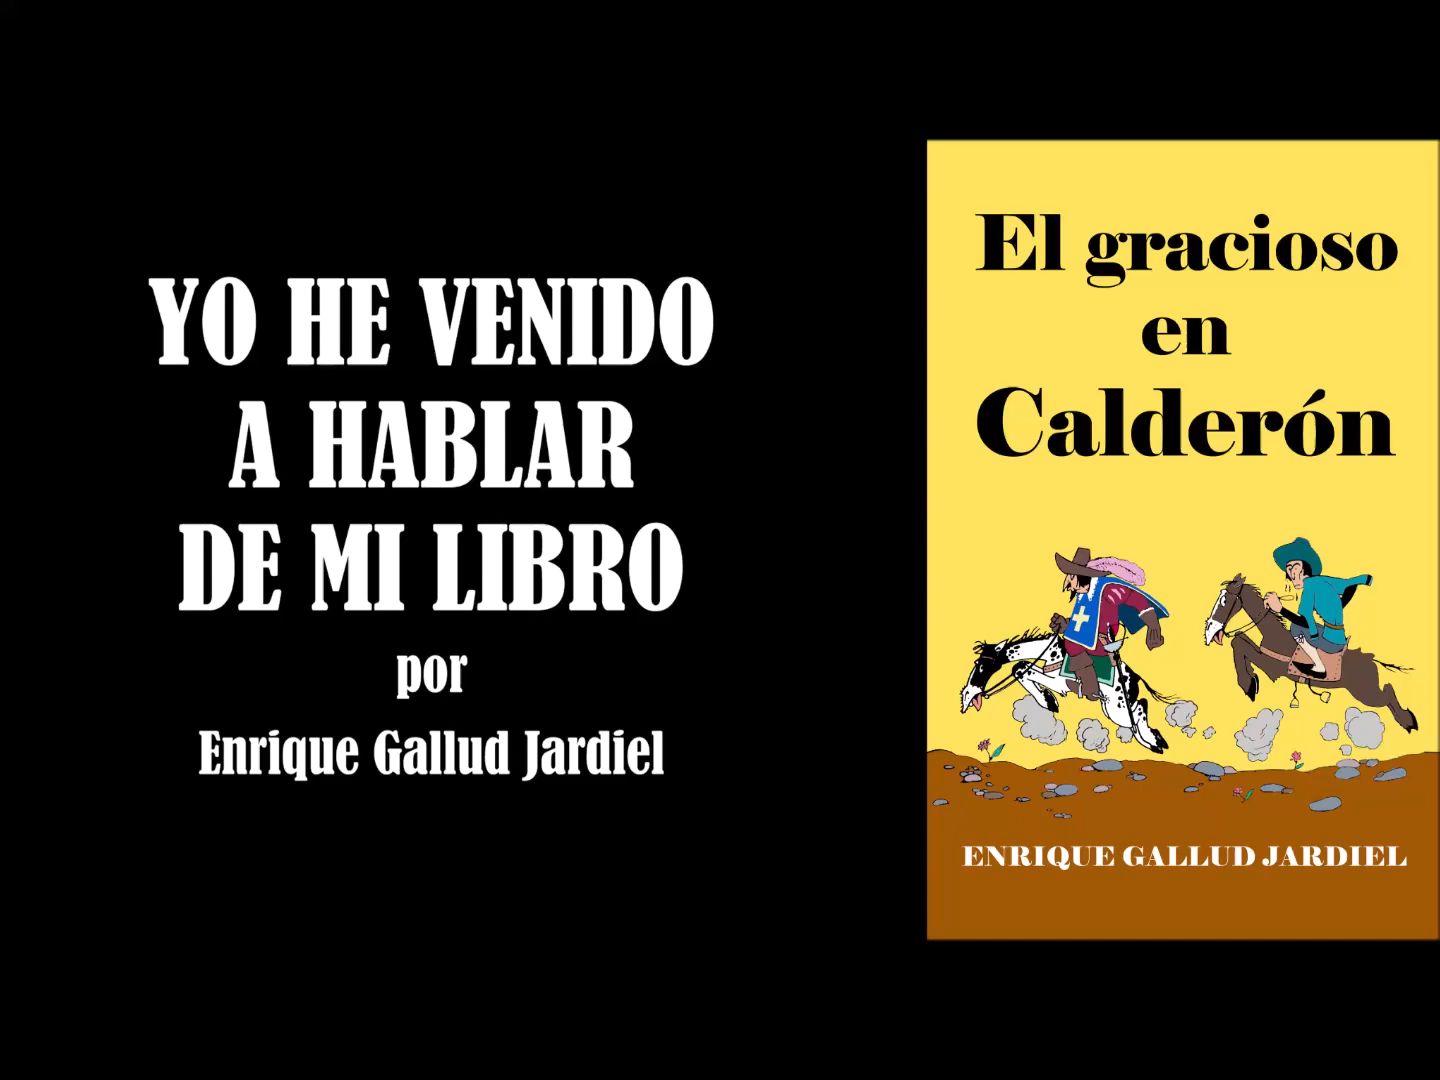 YO HE VENIDO
A HABLAR
DE MI LIBRO
por
Enrique Gallud Jardiel
El gracioso
en
Calderón
ENRIQUE GALLUD JARDIEL